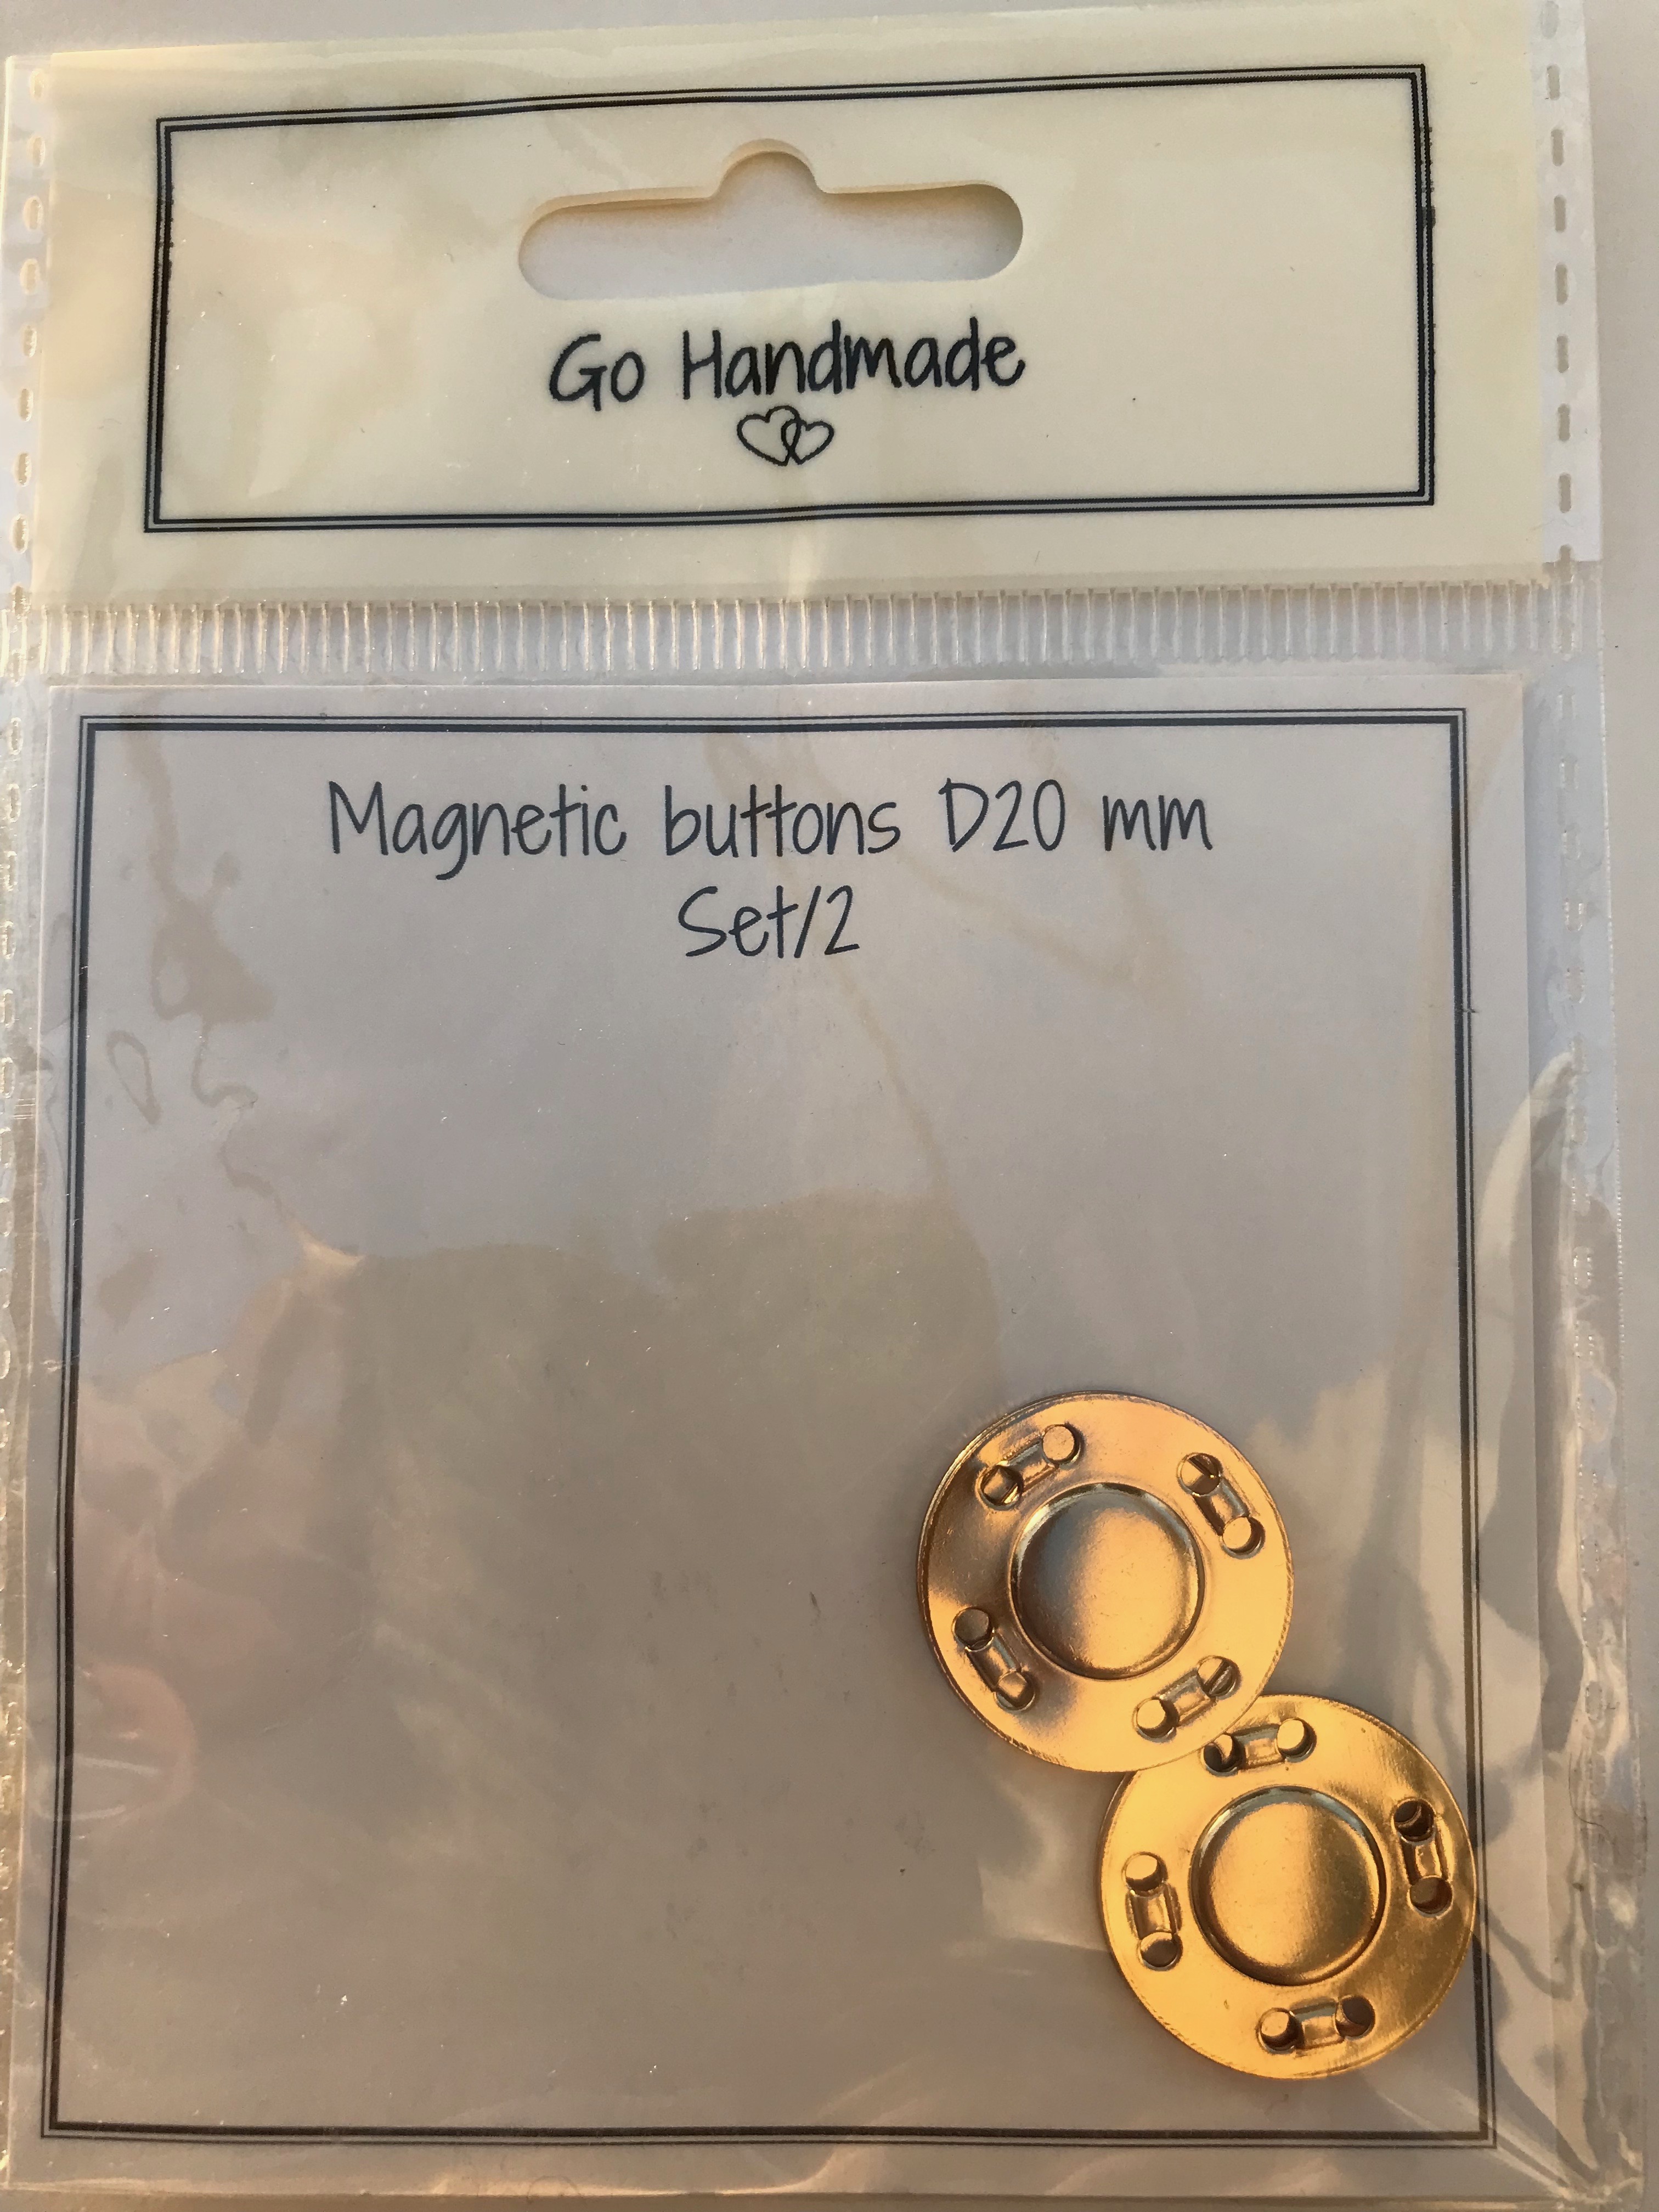 Go Handmade
Magnetic buttons D20 mm
Set/2